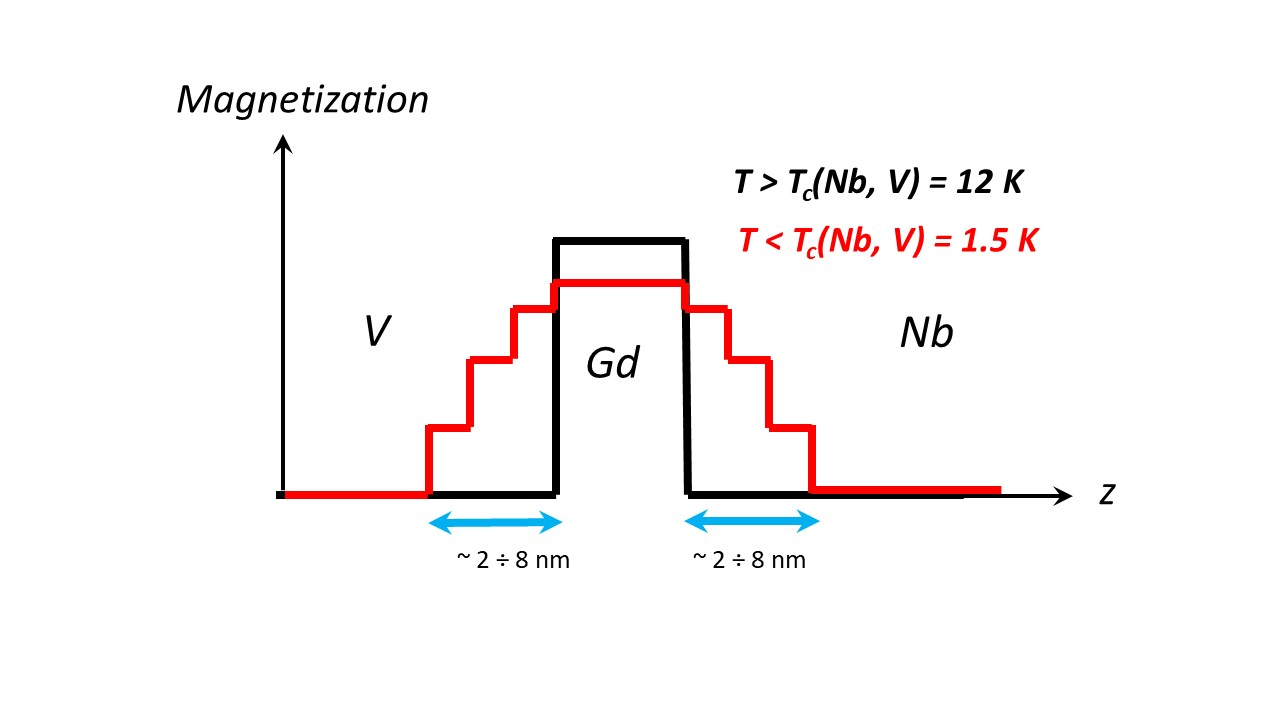 Magnetization
T > Tc(Nb, V) = 12 K
T < Tc(Nb, V) = 1.5 K
V
Nb
Gd
z
~ 2 ÷ 8 nm
~ 2 ÷ 8 nm